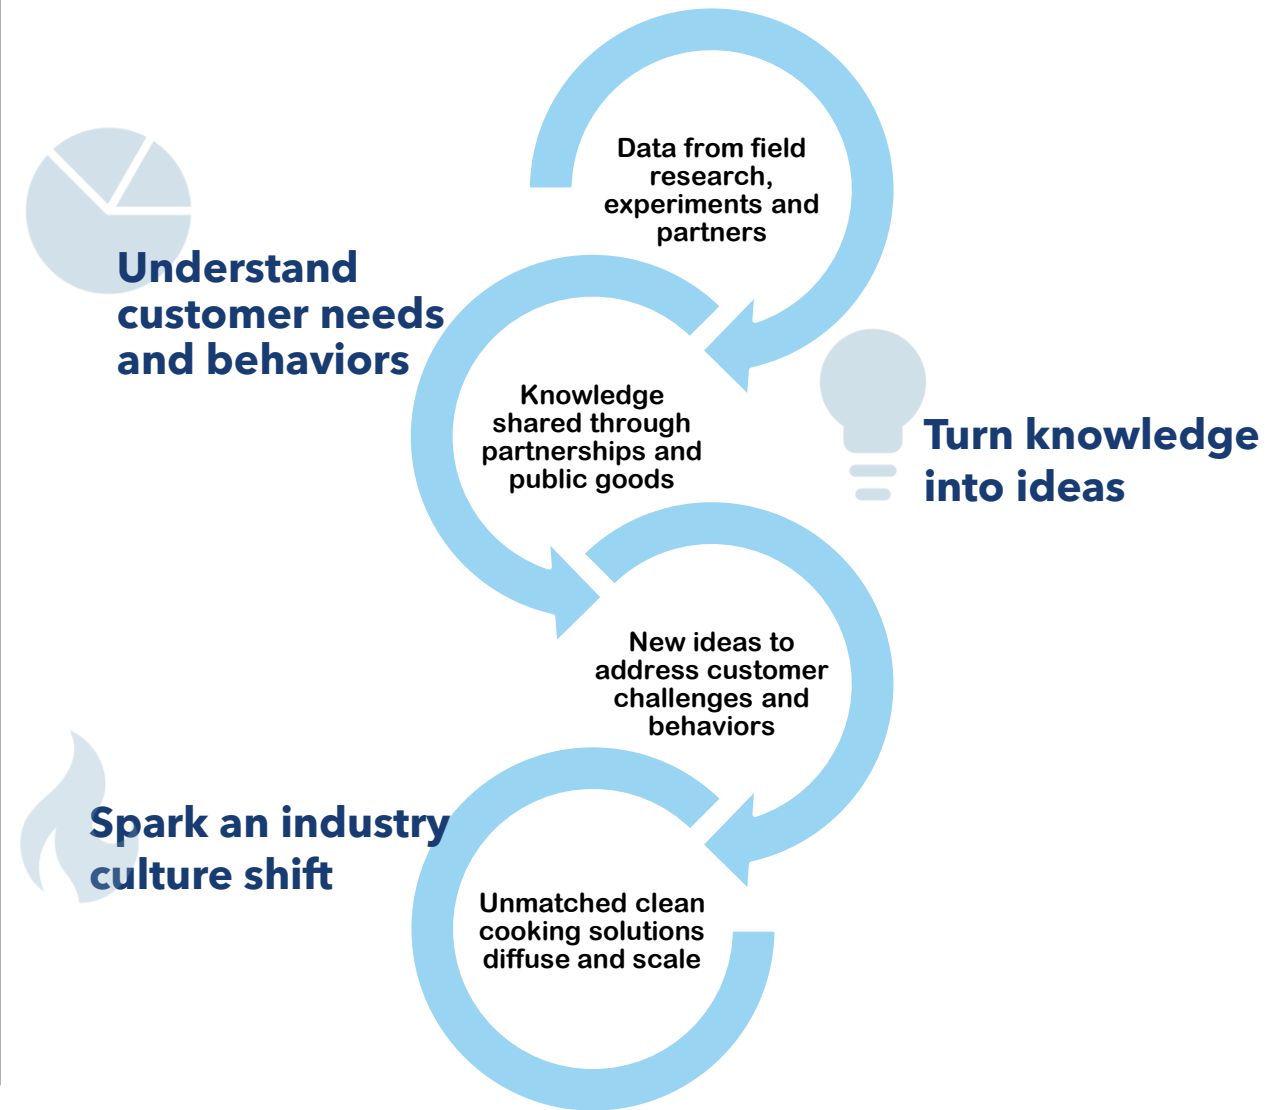 Data from field
research,
experiments and
partners
Understand
customer needs
and behaviors
Knowledge
shared through
partnerships and
public goods
Turn knowledge
into ideas
New ideas to
address customer
challenges and
behaviors
Spark an industry
culture shift
Unmatched clean
cooking solutions
diffuse and scale